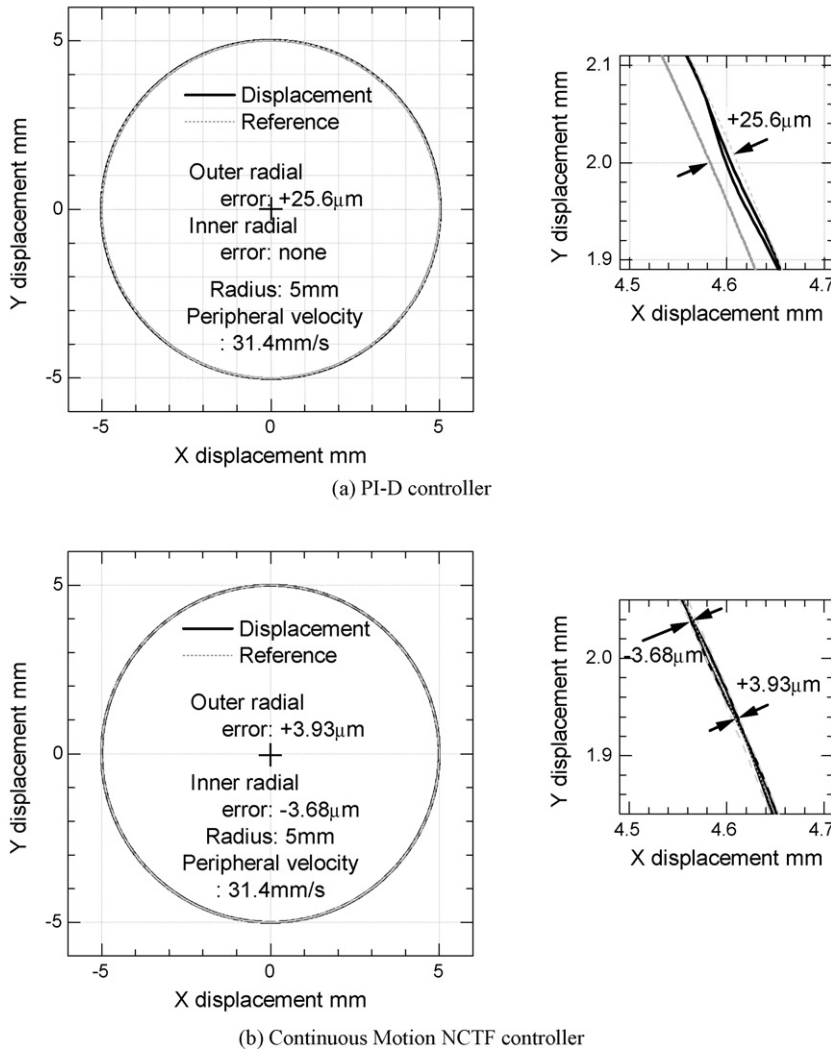 5
0
-5
-5
0
5
Y displacement mm
X displacement mm
Displacement
Reference
Outer radial
error: +25.6μm
Inner radial
error: none
Radius: 5mm
Peripheral velocity
: 31.4mm/s
2.1
2.0
1.9
4.5
4.6
4.7
Y displacement mm
X displacement mm
+25.6μm
(a) PI-D controller
5
0
-5
-5
0
5
Y displacement mm
X displacement mm
Displacement
Reference
Outer radial
error: +3.93μm
Inner radial
error: -3.68μm
Radius: 5mm
Peripheral velocity
: 31.4mm/s
2.0
1.9
4.5
4.6
4.7
Y displacement mm
X displacement mm
-3.68μm
+3.93μm
(b) Continuous Motion NCTF controller